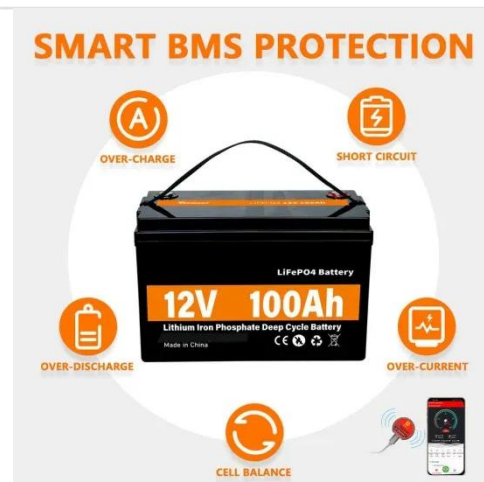 SMART BMS PROTECTION
OVER-CHARGE
SHORT CIRCUIT
LiFePO4 Battery
12V 100Ah
Lithium Iron Phosphate Deep Cycle Battery
Made in China
CE
OVER-DISCHARGE
OVER-CURRENT
CELL BALANCE